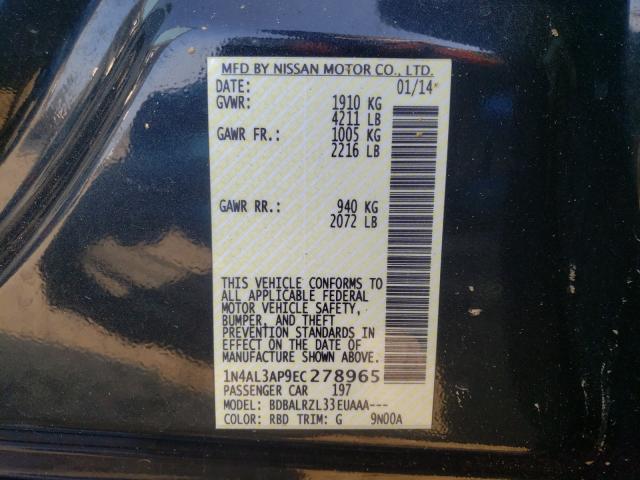 MFD BY NISSAN MOTOR CO., LTD.
DATE: 01/14
GVWR: 1910 KG
4211 LB
GAWR FR.: 1005 KG
2216 LB
GAWR RR.: 940 KG
2072 LB
THIS VEHICLE CONFORMS TO
ALL APPLICABLE FEDERAL
MOTOR VEHICLE SAFETY,
BUMPER, AND THEFT
PREVENTION STANDARDS IN
EFFECT ON THE DATE OF
MANUFACTURE SHOWN ABOVE.
1N4AL3AP9EC278965
PASSENGER CAR 197
MODEL: BDBALRZL33EUAAA---
COLOR: RBD TRIM: G 9N00A